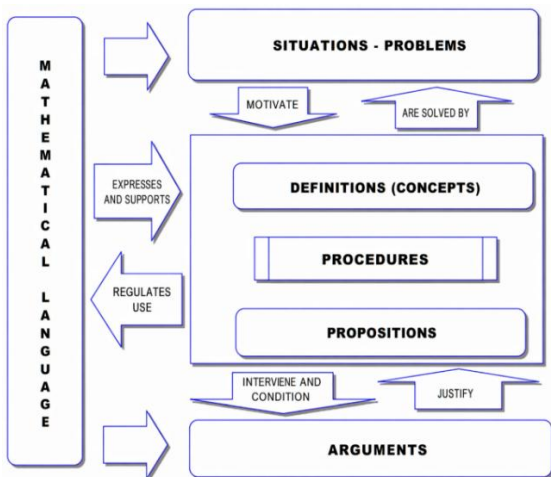 MATHEMATICAL LANGUAGE
SITUATIONS - PROBLEMS
MOTIVATE
ARE SOLVED BY
EXPRESSES
AND SUPPORTS
DEFINITIONS (CONCEPTS)
PROCEDURES
REGULATES
USE
PROPOSITIONS
INTERVIENE AND
CONDITION
JUSTIFY
ARGUMENTS